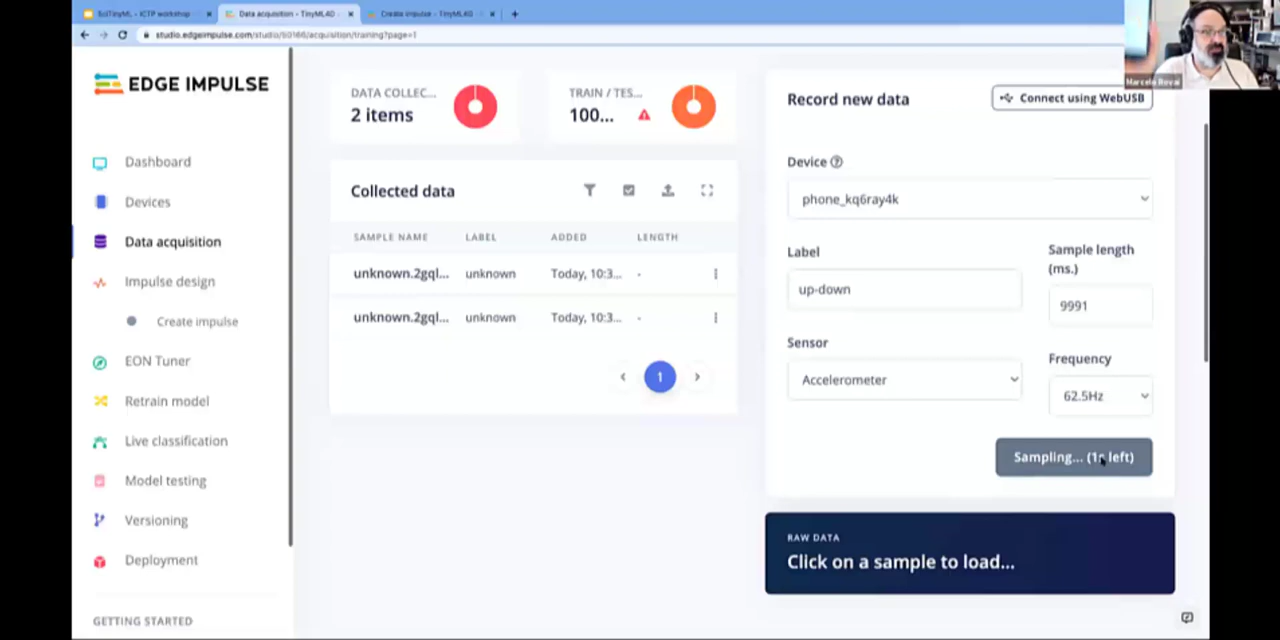 SciTinyML - ICTP workshop
Data acquisition - TinyML4D
Create impulse - TinyML4D
studio.edgeimpulse.com/studio/50166/acquisition/training?page=1
Marcelo Rovai
EDGE IMPULSE
Dashboard
Devices
Data acquisition
Impulse design
Create impulse
EON Tuner
Retrain model
Live classification
Model testing
Versioning
Deployment
GETTING STARTED
DATA COLLEC...
2 items
TRAIN / TES...
100...
Collected data
SAMPLE NAME LABEL ADDED LENGTH
unknown.2gql... unknown Today, 10:3... -
unknown.2gql... unknown Today, 10:3... -
1
Record new data
Connect using WebUSB
Device
phone_kq6ray4k
Label
up-down
Sample length
(ms.)
9991
Sensor
Accelerometer
Frequency
62.5Hz
Sampling... (1s left)
RAW DATA
Click on a sample to load...